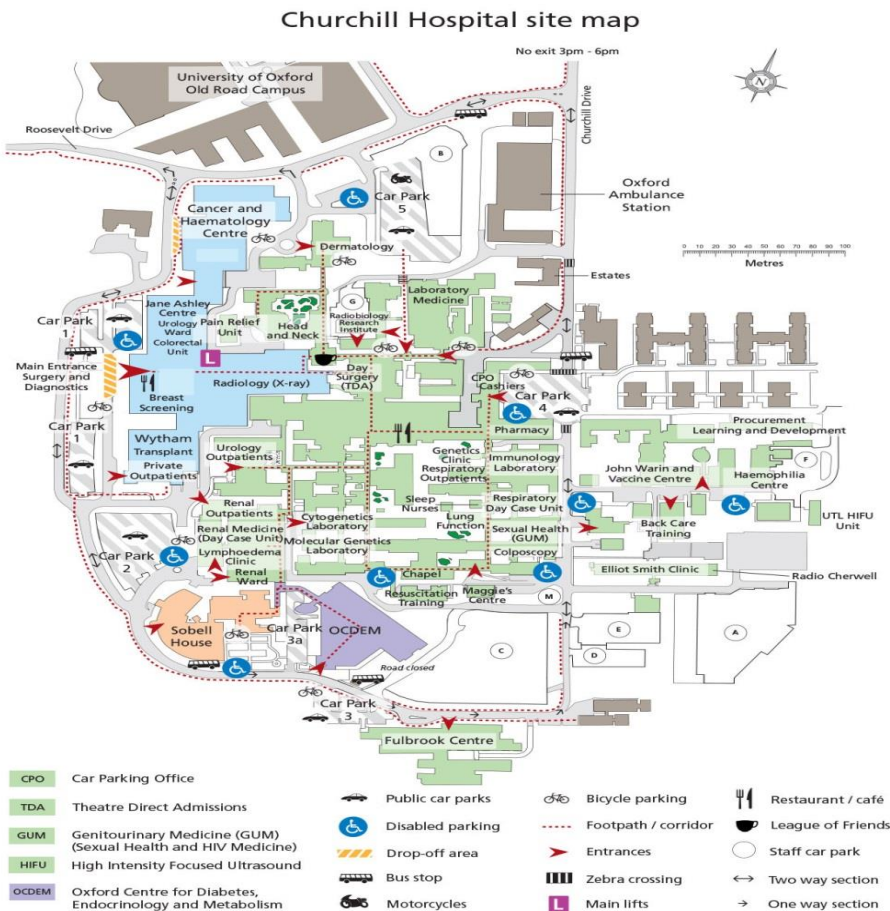 Churchill Hospital site map
No exit 3pm - 6pm
University of Oxford
Old Road Campus
N
Churchill Drive
Roosevelt Drive
B
Oxford
Ambulance
Station
Car Park
5
Cancer and
Haematology
Centre
Dermatology
0 10 20 30 40 50 60 70 80 90 100
Metres
Estates
Laboratory
Medicine
G
Jane Ashley
Centre
Urology
Ward
Colorectal
Unit
Pain Relief
Unit
Head
and Neck
Radiobiology
Research
Institute
Car Park
1
L
Main Entrance
Surgery and
Diagnostics
Radiology (X-ray)
Day
Surgery
(TDA)
CPO
Cashiers
Car Park
4
Breast
Screening
Car Park
1
Wytham
Transplant
Private
Outpatients
Urology
Outpatients
Pharmacy
Procurement
Learning and Development
Genetics
Clinic
Respiratory
Outpatients
Immunology
Laboratory
John Warin and
Vaccine Centre
Haemophilia
Centre
F
Renal
Outpatients
Sleep
Nurses
Respiratory
Day Case Unit
Renal Medicine
(Day Case Unit)
Cytogenetics
Laboratory
Lung
Function
Sexual Health
(GUM)
Back Care
Training
UTL HIFU
Unit
Car Park
2
Lymphoedema
Clinic
Molecular Genetics
Laboratory
Colposcopy
Renal
Ward
Chapel
Elliot Smith Clinic
Radio Cherwell
Resuscitation
Training
Maggie's
Centre
M
Sobell
House
Car Park
3a
OCDEM
E
A
C
D
Road closed
Car Park
3
Fulbrook Centre
CPO Car Parking Office
TDA Theatre Direct Admissions
GUM Genitourinary Medicine (GUM)
(Sexual Health and HIV Medicine)
HIFU High Intensity Focused Ultrasound
OCDEM Oxford Centre for Diabetes,
Endocrinology and Metabolism
Public car parks
Disabled parking
Drop-off area
Bus stop
Motorcycles
Bicycle parking
Footpath / corridor
Entrances
Zebra crossing
L Main lifts
Restaurant / café
League of Friends
Staff car park
Two way section
One way section